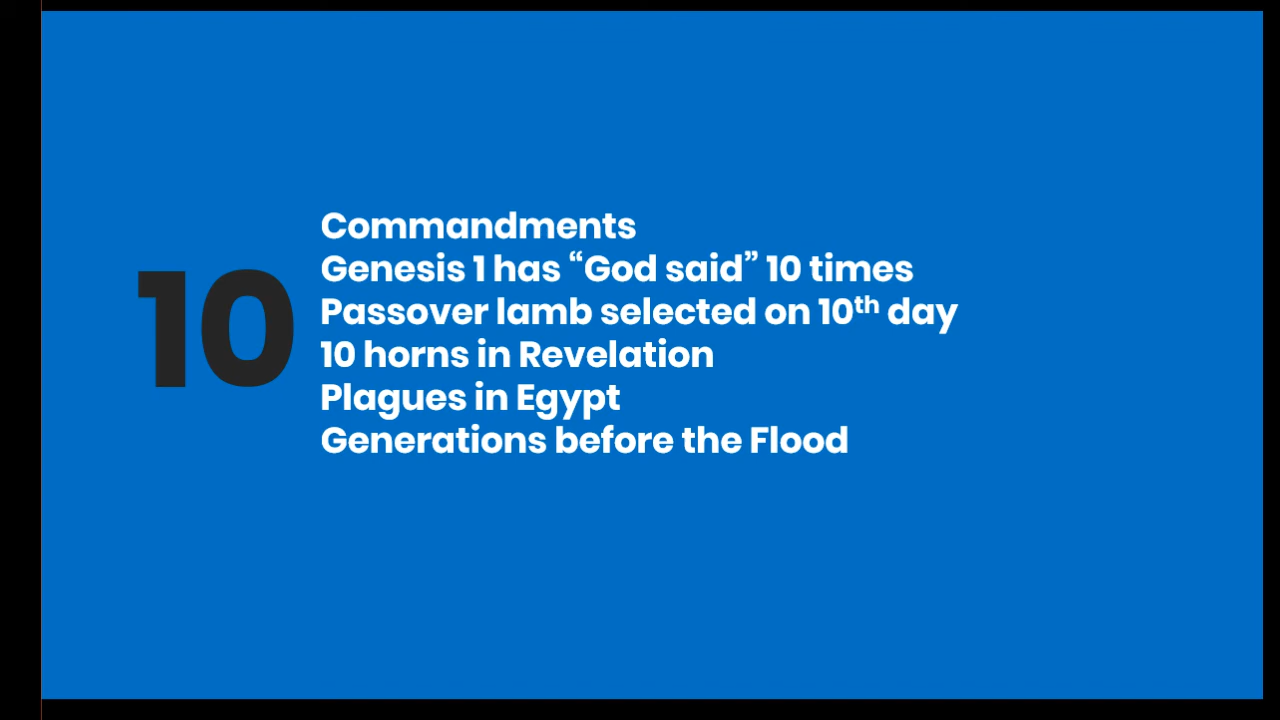 10
Commandments
Genesis 1 has “God said” 10 times
Passover lamb selected on 10th day
10 horns in Revelation
Plagues in Egypt
Generations before the Flood